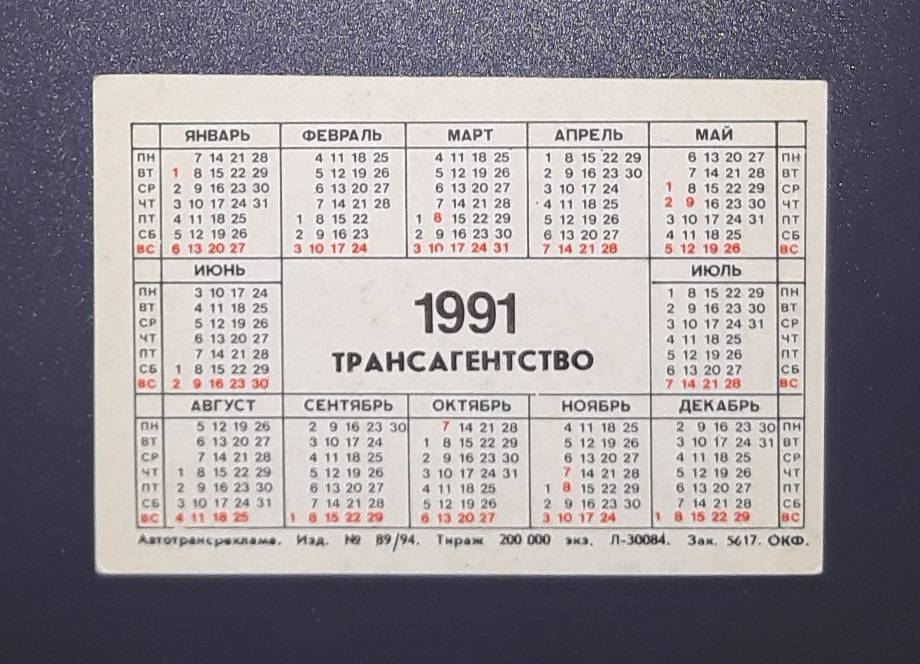 ЯНВАРЬ ФЕВРАЛЬ МАРТ АПРЕЛЬ МАЙ
ПН 7 14 21 28 4 11 18 25 4 11 18 25 1 8 15 22 29 6 13 20 27 ПН
ВТ 1 8 15 22 29 5 12 19 26 5 12 19 26 2 9 16 23 30 7 14 21 28 ВТ
СР 2 9 16 23 30 6 13 20 27 6 13 20 27 3 10 17 24 1 8 15 22 29 СР
ЧТ 3 10 17 24 31 7 14 21 28 7 14 21 28 4 11 18 25 2 9 16 23 30 ЧТ
ПТ 4 11 18 25 1 8 15 22 1 8 15 22 29 5 12 19 26 3 10 17 24 31 ПТ
СБ 5 12 19 26 2 9 16 23 2 9 16 23 30 6 13 20 27 4 11 18 25 СБ
ВС 6 13 20 27 3 10 17 24 3 10 17 24 31 7 14 21 28 5 12 19 26 ВС
ИЮНЬ ИЮЛЬ
ПН 3 10 17 24 1 8 15 22 29 ПН
ВТ 4 11 18 25 2 9 16 23 30 ВТ
СР 5 12 19 26 3 10 17 24 31 СР
ЧТ 6 13 20 27 4 11 18 25 ЧТ
ПТ 7 14 21 28 5 12 19 26 ПТ
СБ 1 8 15 22 29 6 13 20 27 СБ
ВС 2 9 16 23 30 7 14 21 28 ВС
1991
ТРАНСАГЕНТСТВО
АВГУСТ СЕНТЯБРЬ ОКТЯБРЬ НОЯБРЬ ДЕКАБРЬ
ПН 5 12 19 26 2 9 16 23 30 7 14 21 28 4 11 18 25 2 9 16 23 30 ПН
ВТ 6 13 20 27 3 10 17 24 1 8 15 22 29 5 12 19 26 3 10 17 24 31 ВТ
СР 7 14 21 28 4 11 18 25 2 9 16 23 30 6 13 20 27 4 11 18 25 СР
ЧТ 1 8 15 22 29 5 12 19 26 3 10 17 24 31 7 14 21 28 5 12 19 26 ЧТ
ПТ 2 9 16 23 30 6 13 20 27 4 11 18 25 1 8 15 22 29 6 13 20 27 ПТ
СБ 3 10 17 24 31 7 14 21 28 5 12 19 26 2 9 16 23 30 7 14 21 28 СБ
ВС 4 11 18 25 1 8 15 22 29 6 13 20 27 3 10 17 24 1 8 15 22 29 ВС
Автотрансреклама. Изд. № 89/94. Тираж 200 000 экз. Л-30084. Зак. 5617. ОКФ.